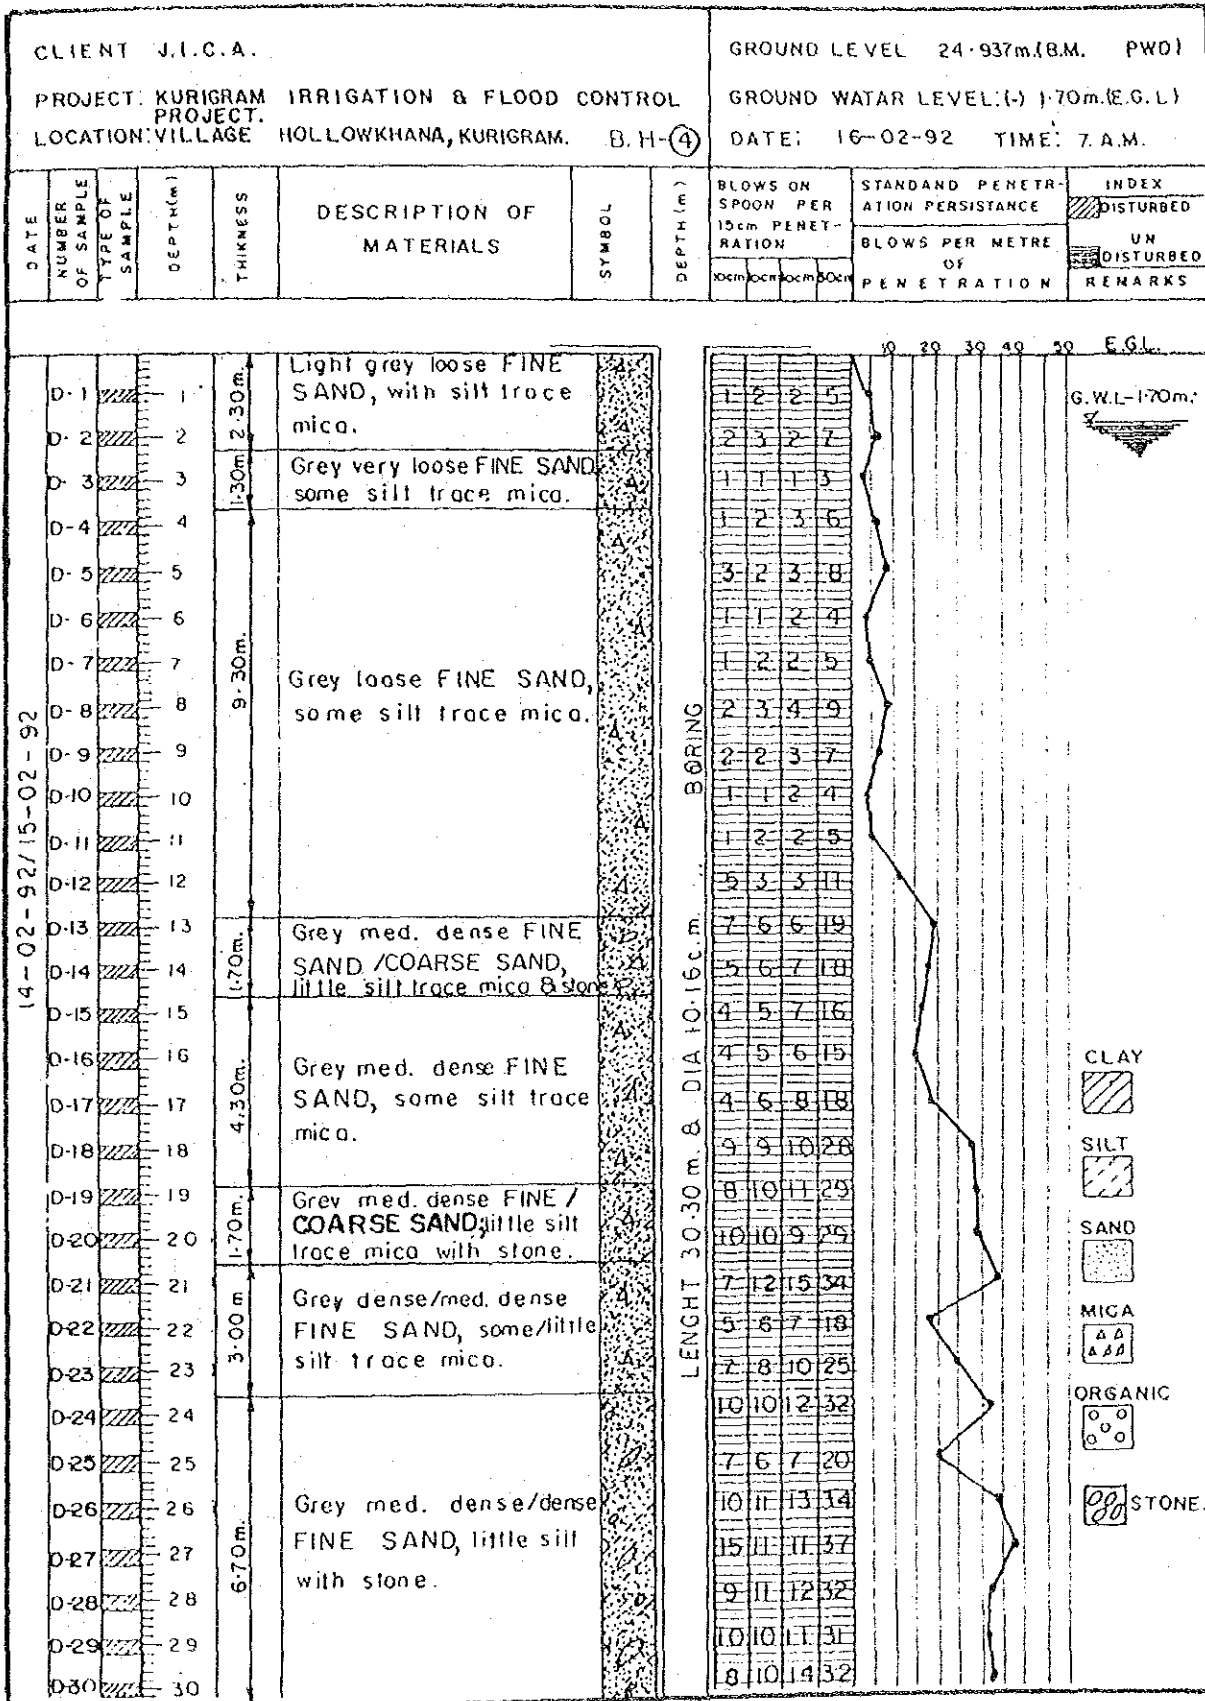 CLIENT J.I.C.A.
PROJECT: KURIGRAM IRRIGATION & FLOOD CONTROL
PROJECT.
LOCATION: VILLAGE HOLLOWKHANA, KURIGRAM. B.H-④
GROUND LEVEL 24·937m.(B.M. PWD)
GROUND WATAR LEVEL:(-) 1·70m.(E.G.L)
DATE: 16-02-92 TIME: 7. A.M.
DATE
NUMBER OF SAMPLE
TYPE OF SAMPLE
DEPTH(m)
THIKNESS
DESCRIPTION OF
MATERIALS
SYMBOL
DEPTH(m)
BLOWS ON
SPOON PER
15cm PENET-
RATION
10cm 10cm 10cm 30cm
STANDAND PENETR-
ATION PERSISTANCE
BLOWS PER METRE
OF
PENETRATION
INDEX
DISTURBED
UN
DISTURBED
REMARKS
10 20 30 40 50 E.G.L.
G.W.L-1·70m.
14-02-92/15-02-92
LENGHT 30·30m. & DIA 10·16c.m. BORING
2·30m.
Light gray loose FINE
SAND, with silt trace
mica.
1·30m
Grey very loose FINE SAND
some silt trace mica.
9·30m.
Grey loose FINE SAND,
some silt trace mica.
1·70m.
Grey med. dense FINE
SAND /COARSE SAND,
little silt trace mica & stone
4.30m.
Grey med. dense FINE
SAND, some silt trace
mica.
1·70m.
Grey med. dense FINE /
COARSE SAND, little silt
trace mica with stone.
3·00 m
Grey dense/med. dense
FINE SAND, some/little
silt trace mica.
6·70m.
Grey med. dense/dense
FINE SAND, little silt
with stone.
D-1 1 1 2 2 5
D-2 2 2 3 2 7
D-3 3 1 1 1 3
D-4 4 1 2 3 6
D-5 5 3 2 3 8
D-6 6 1 1 2 4
D-7 7 1 2 2 5
D-8 8 2 3 4 9
D-9 9 2 2 3 7
D-10 10 1 1 2 4
D-11 11 1 2 2 5
D-12 12 5 3 3 11
D-13 13 7 6 6 19
D-14 14 5 6 7 18
D-15 15 4 5 7 16
D-16 16 4 5 6 15
D-17 17 4 6 8 18
D-18 18 9 9 10 28
D-19 19 8 10 11 29
D-20 20 10 10 9 29
D-21 21 7 12 15 34
D-22 22 5 6 7 18
D-23 23 7 8 10 25
D-24 24 10 10 12 32
D-25 25 7 6 7 20
D-26 26 10 11 13 34
D-27 27 15 11 11 37
D-28 28 9 11 12 32
D-29 29 10 10 11 31
D-30 30 8 10 14 32
CLAY
SILT
SAND
MICA
ORGANIC
STONE.